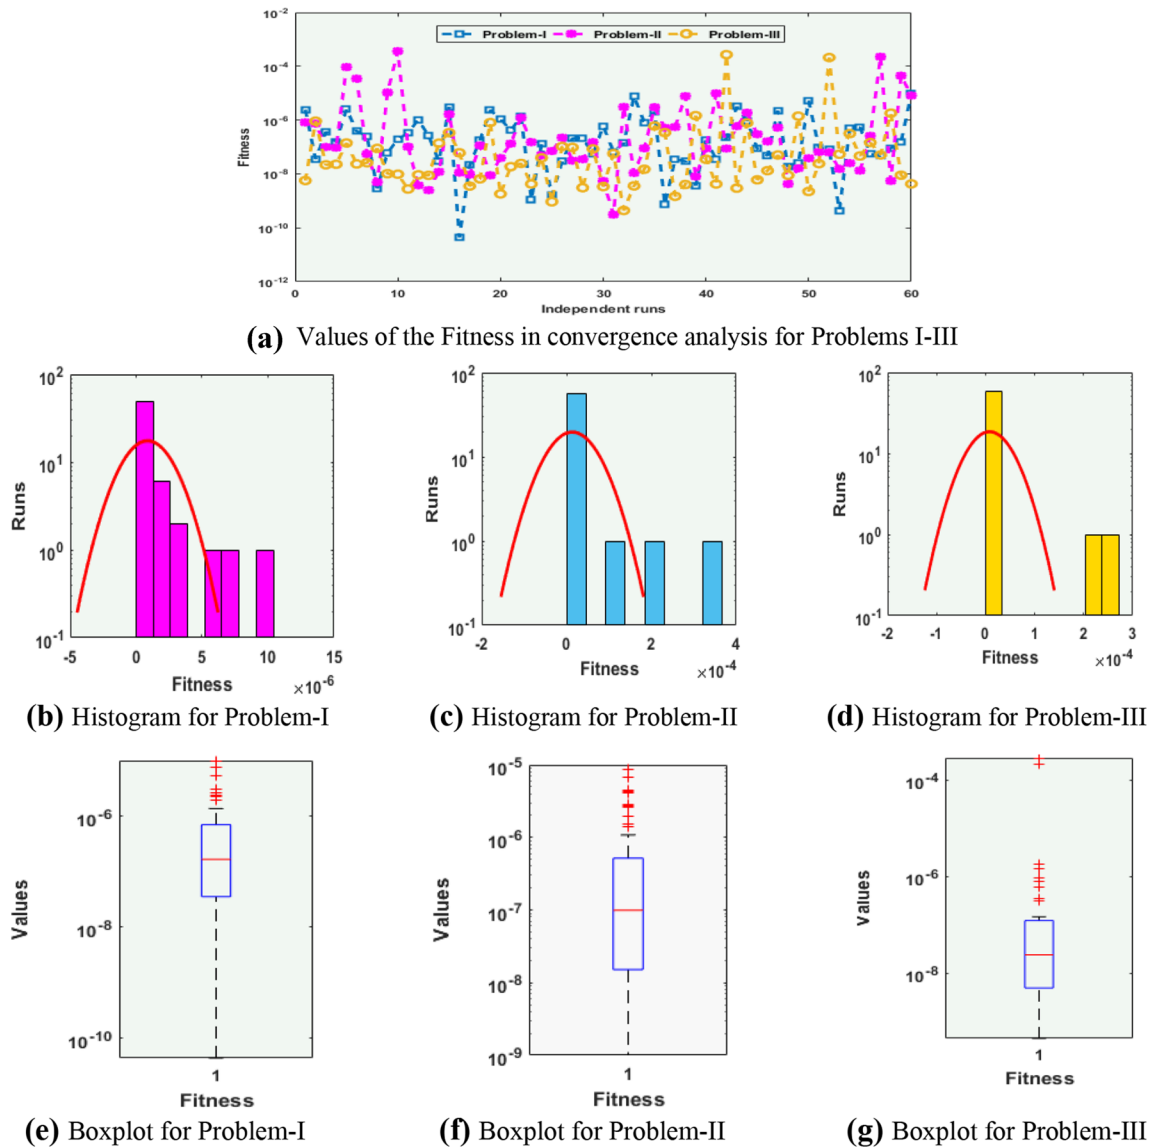 10^-2
10^-4
10^-6
10^-8
10^-10
10^-12
Fitness
Problem-I Problem-II Problem-III
0 10 20 30 40 50 60
Independent runs
(a) Values of the Fitness in convergence analysis for Problems I-III
10^2
10^1
10^0
10^-1
Runs
-5 0 5 10 15
Fitness
×10^-6
(b) Histogram for Problem-I
10^2
10^1
10^0
10^-1
Runs
-2 0 2 4
Fitness
×10^-4
(c) Histogram for Problem-II
10^2
10^1
10^0
10^-1
Runs
-2 -1 0 1 2 3
Fitness
×10^-4
(d) Histogram for Problem-III
10^-6
10^-8
10^-10
Values
1
Fitness
(e) Boxplot for Problem-I
10^-5
10^-6
10^-7
10^-8
10^-9
Values
1
Fitness
(f) Boxplot for Problem-II
10^-4
10^-6
10^-8
Values
1
Fitness
(g) Boxplot for Problem-III